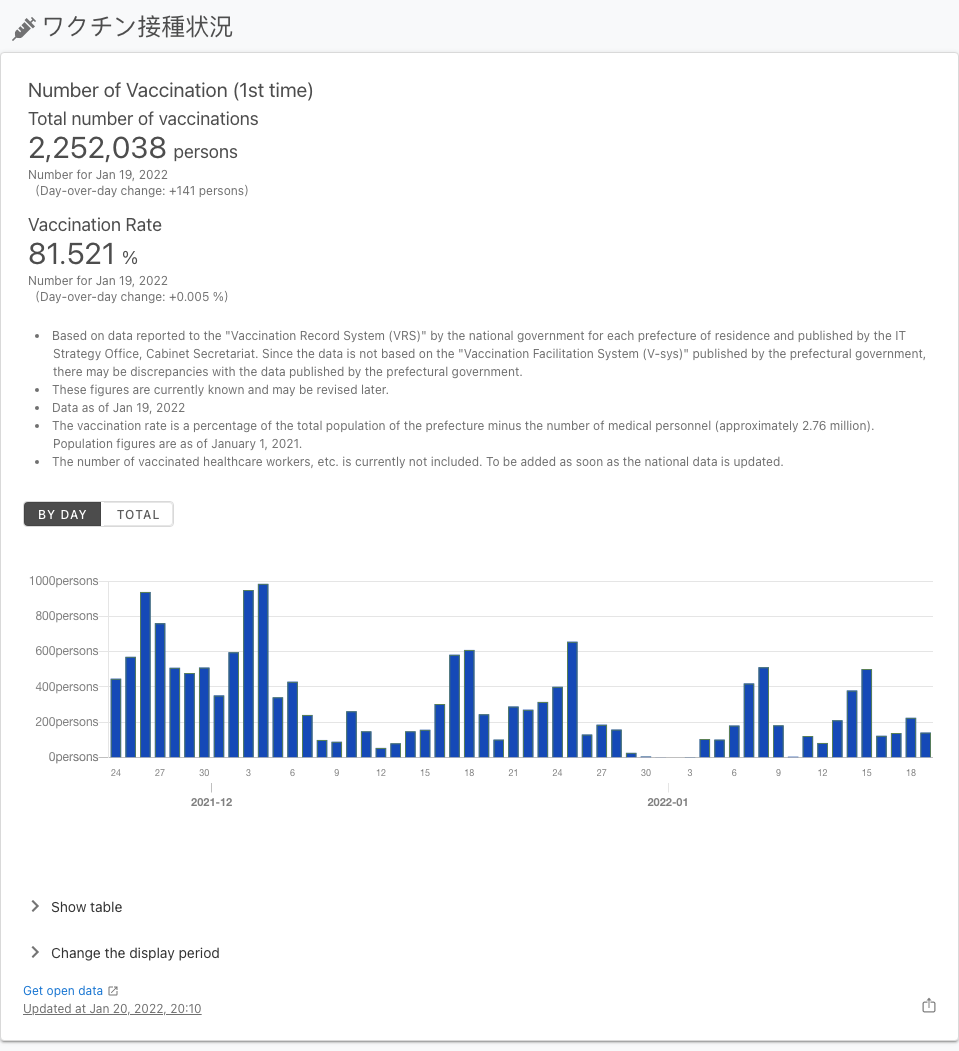 ワクチン接種状況
Number of Vaccination (1st time)
Total number of vaccinations
2,252,038 persons
Number for Jan 19, 2022
(Day-over-day change: +141 persons)
Vaccination Rate
81.521 %
Number for Jan 19, 2022
(Day-over-day change: +0.005 %)
• Based on data reported to the "Vaccination Record System (VRS)" by the national government for each prefecture of residence and published by the IT
Strategy Office, Cabinet Secretariat. Since the data is not based on the "Vaccination Facilitation System (V-sys)" published by the prefectural government,
there may be discrepancies with the data published by the prefectural government.
• These figures are currently known and may be revised later.
• Data as of Jan 19, 2022
• The vaccination rate is a percentage of the total population of the prefecture minus the number of medical personnel (approximately 2.76 million).
Population figures are as of January 1, 2021.
• The number of vaccinated healthcare workers, etc. is currently not included. To be added as soon as the national data is updated.
BY DAY TOTAL
1000persons
800persons
600persons
400persons
200persons
0persons
24 27 30 3 6 9 12 15 18 21 24 27 30 3 6 9 12 15 18
2021-12 2022-01
Show table
Change the display period
Get open data
Updated at Jan 20, 2022, 20:10